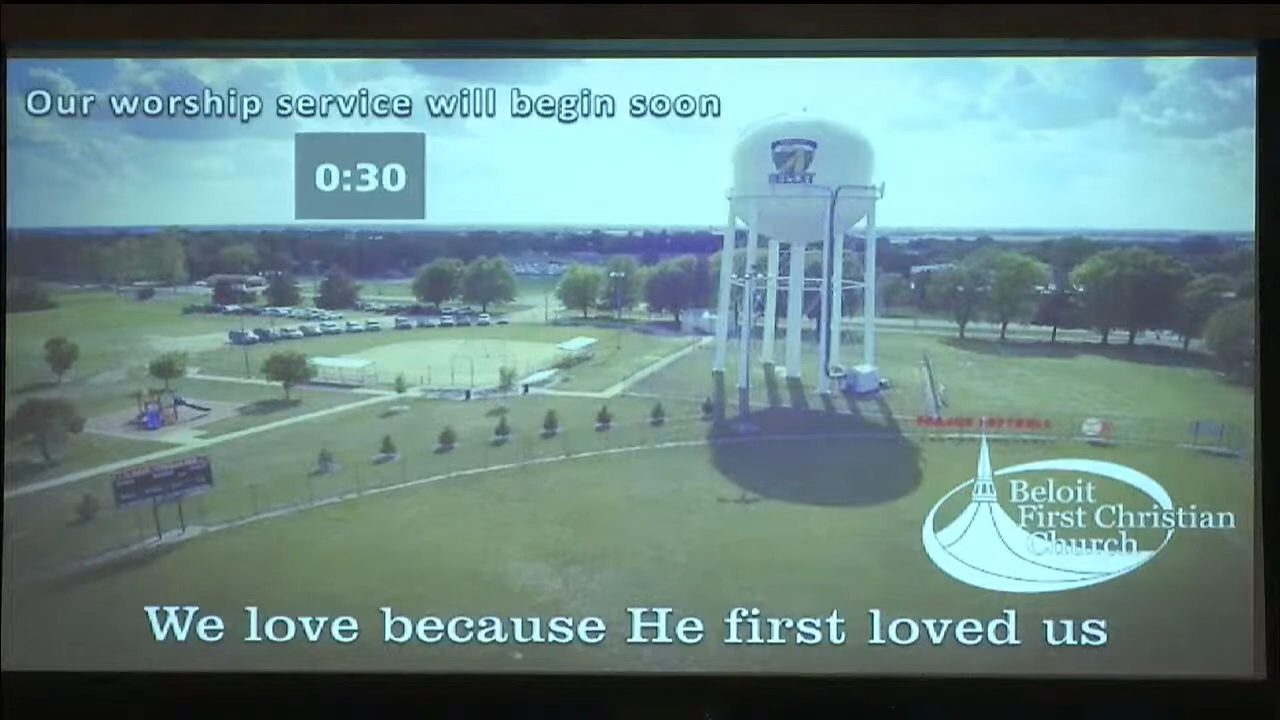 Our worship service will begin soon
0:30
BELOIT
Beloit
First Christian
Church
We love because He first loved us